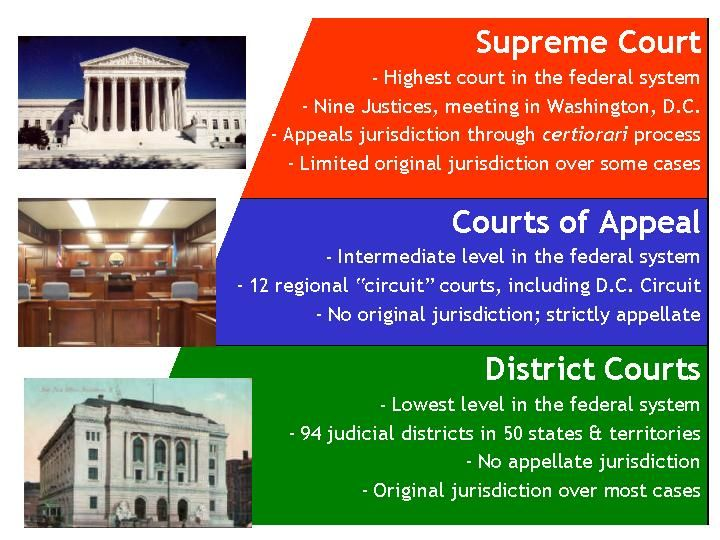 Supreme Court
- Highest court in the federal system
- Nine Justices, meeting in Washington, D.C.
- Appeals jurisdiction through certiorari process
- Limited original jurisdiction over some cases
Courts of Appeal
- Intermediate level in the federal system
- 12 regional “circuit” courts, including D.C. Circuit
- No original jurisdiction; strictly appellate
District Courts
- Lowest level in the federal system
- 94 judicial districts in 50 states & territories
- No appellate jurisdiction
- Original jurisdiction over most cases